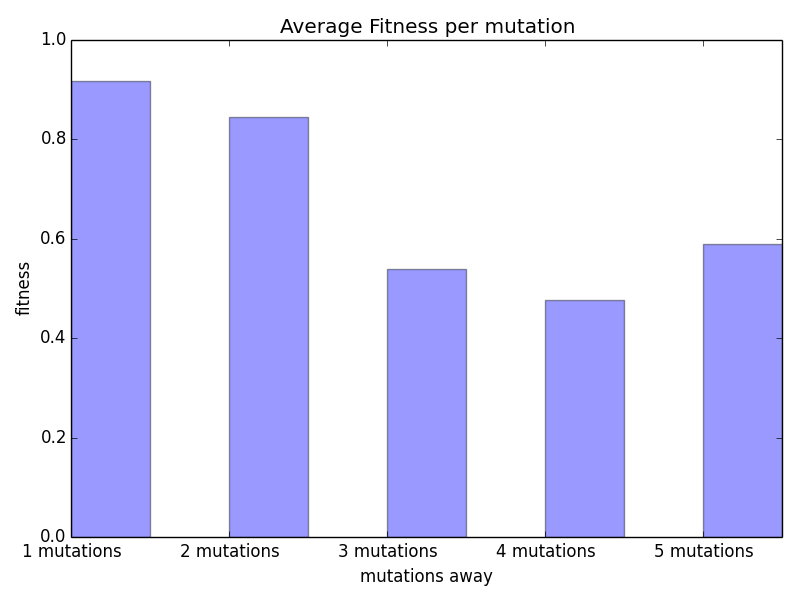 Average Fitness per mutation
1.0
0.8
0.6
0.4
0.2
0.0
fitness
1 mutations 2 mutations 3 mutations 4 mutations 5 mutations
mutations away